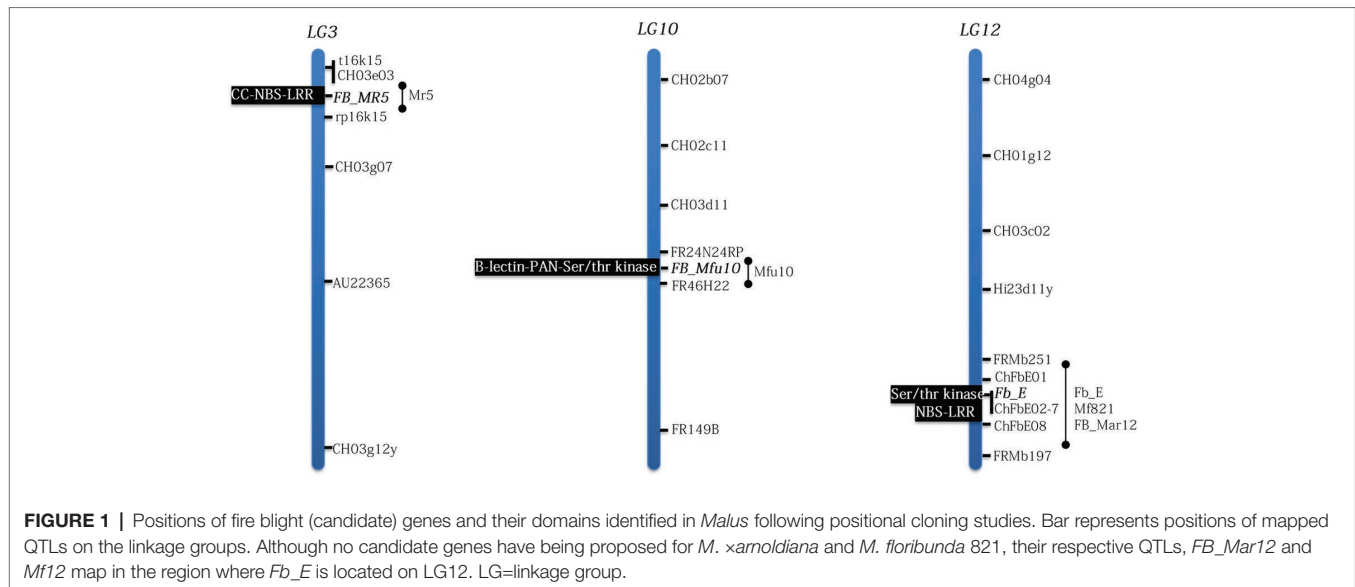 LG3
t16k15
CH03e03
CC-NBS-LRR
FB_MR5
Mr5
rp16k15
CH03g07
AU22365
CH03g12y
LG10
CH02b07
CH02c11
CH03d11
FR24N24RP
B-lectin-PAN-Ser/thr kinase
FB_Mfu10
Mfu10
FR46H22
FR149B
LG12
CH04g04
CH01g12
CH03c02
Hi23d11y
FRMb251
ChFbE01
Ser/thr kinase
Fb_E
NBS-LRR
ChFbE02-7
ChFbE08
FRMb197
Fb_E
Mf821
FB_Mar12
FIGURE 1 | Positions of fire blight (candidate) genes and their domains identified in Malus following positional cloning studies. Bar represents positions of mapped
QTLs on the linkage groups. Although no candidate genes have being proposed for M. ×arnoldiana and M. floribunda 821, their respective QTLs, FB_Mar12 and
Mf12 map in the region where Fb_E is located on LG12. LG=linkage group.